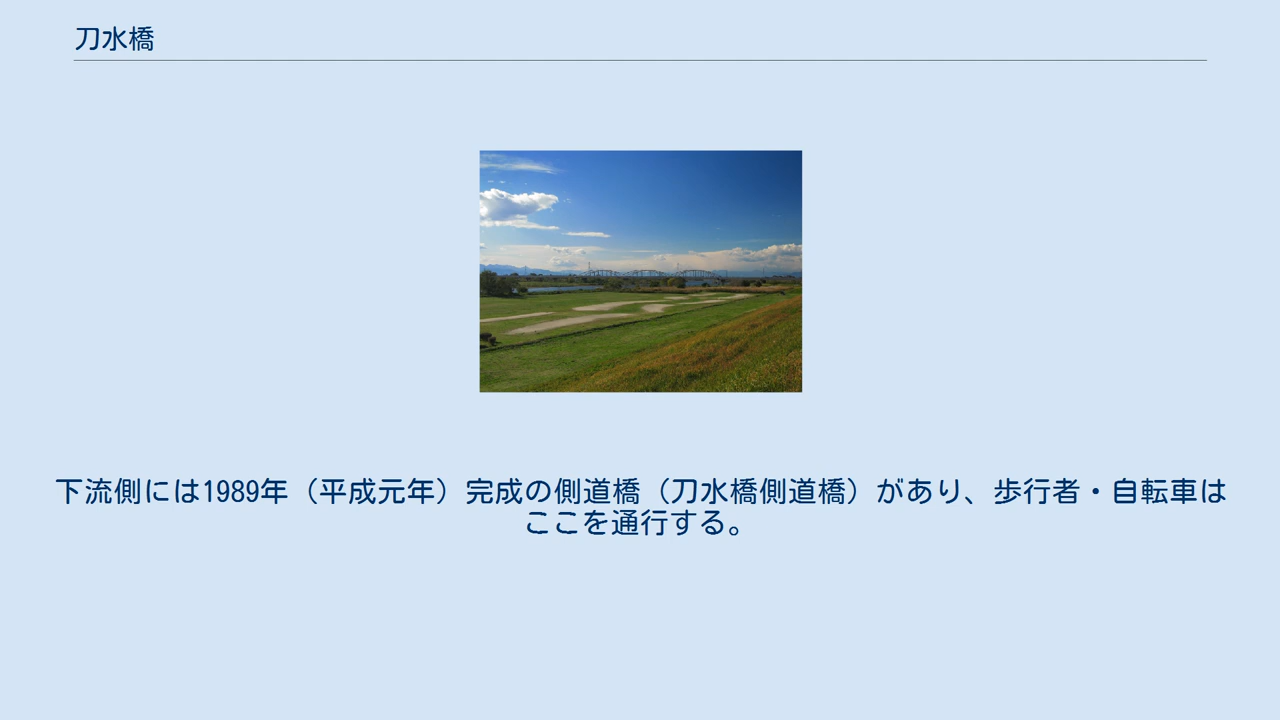 刀水橋
下流側には1989年（平成元年）完成の側道橋（刀水橋側道橋）があり、歩行者・自転車は
ここを通行する。